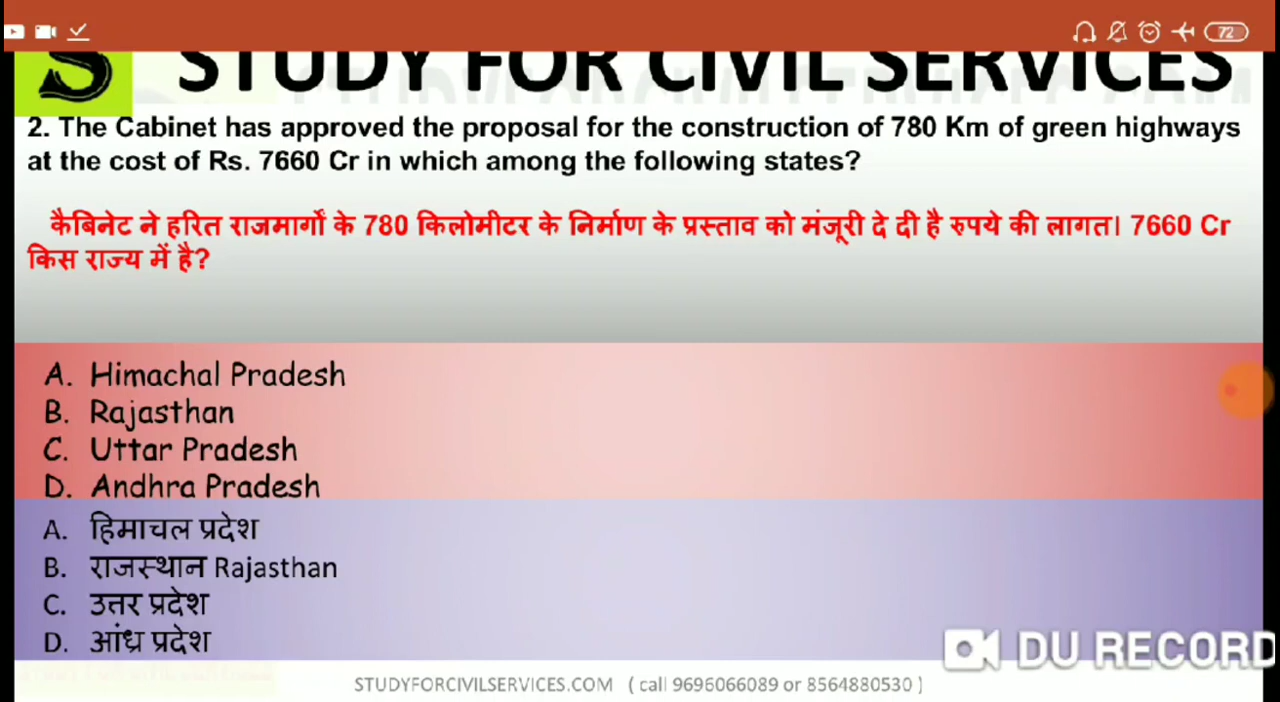 72
S STUDY FOR CIVIL SERVICES
2. The Cabinet has approved the proposal for the construction of 780 Km of green highways
at the cost of Rs. 7660 Cr in which among the following states?
कैबिनेट ने हरित राजमार्गों के 780 किलोमीटर के निर्माण के प्रस्ताव को मंजूरी दे दी है रुपये की लागत। 7660 Cr
किस राज्य में है?
A. Himachal Pradesh
B. Rajasthan
C. Uttar Pradesh
D. Andhra Pradesh
A. हिमाचल प्रदेश
B. राजस्थान Rajasthan
C. उत्तर प्रदेश
D. आंध्र प्रदेश
DU RECORD
STUDYFORCIVILSERVICES.COM ( call 9696066089 or 8564880530 )